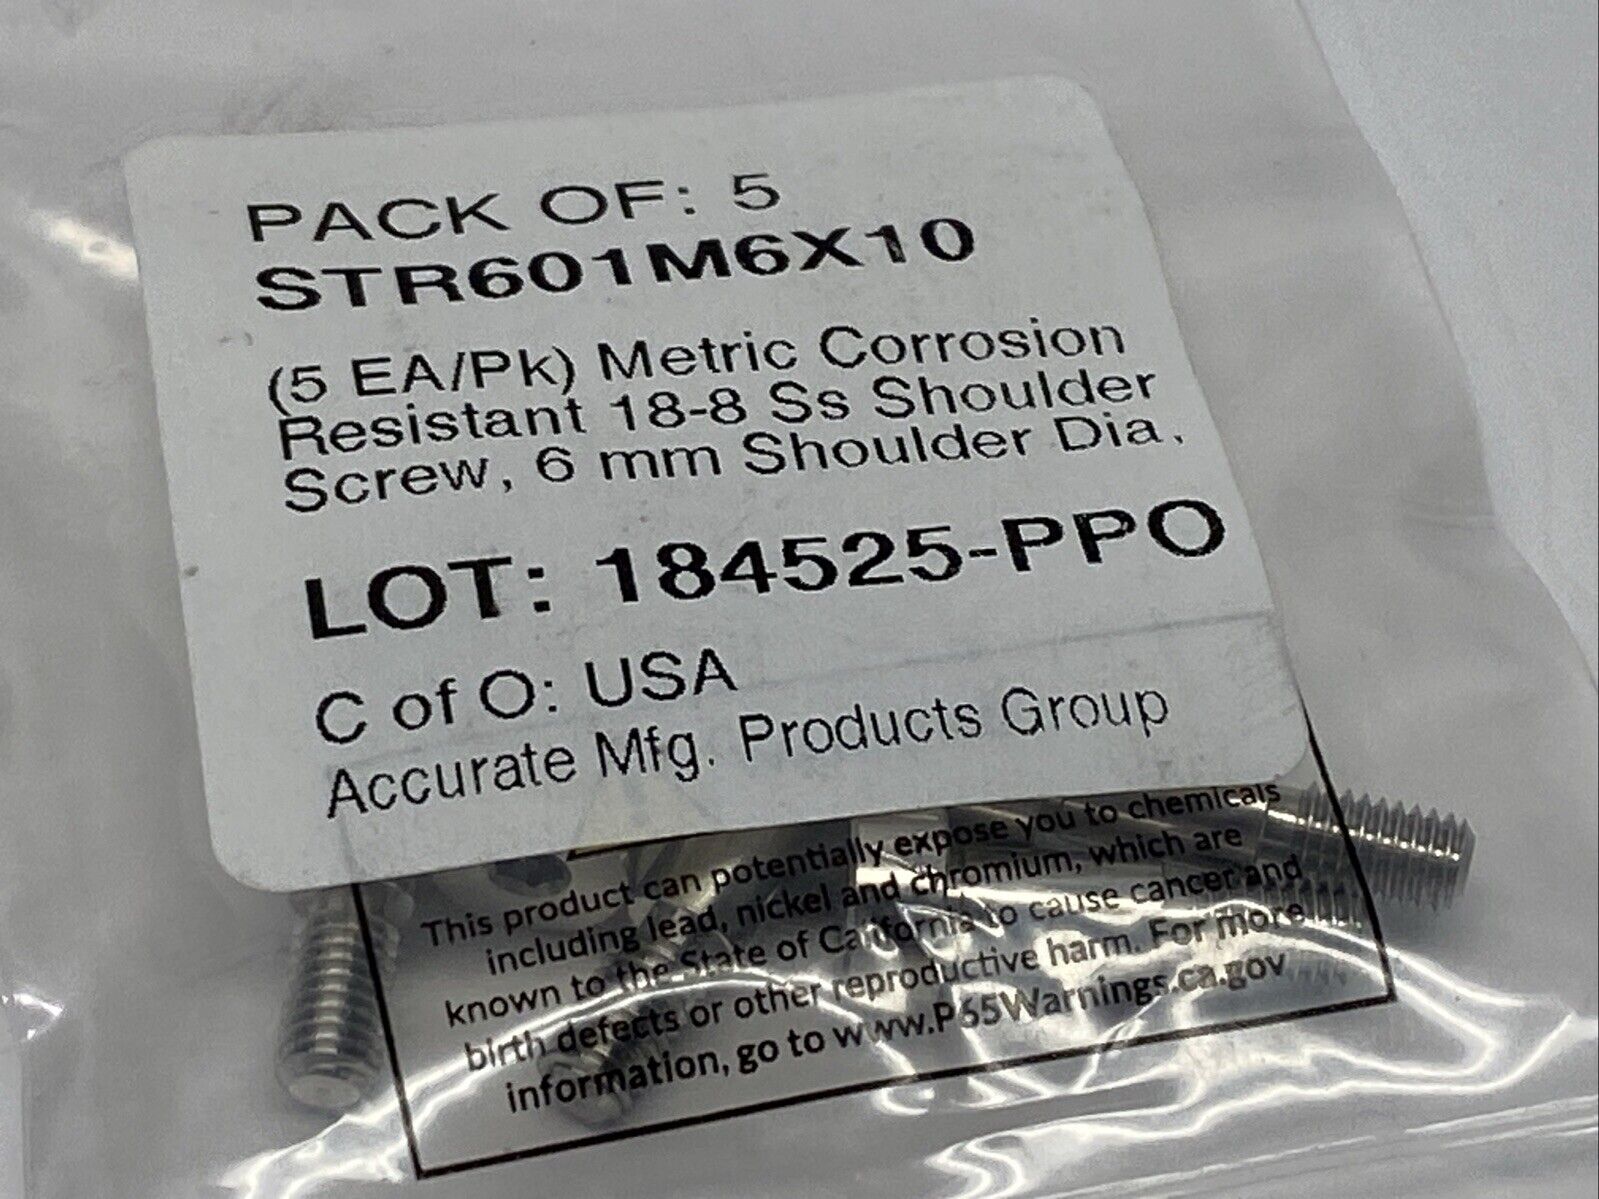 PACK OF: 5
STR601M6X10
(5 EA/Pk) Metric Corrosion
Resistant 18-8 Ss Shoulder
Screw, 6 mm Shoulder Dia.
LOT: 184525-PPO
C of O: USA
Accurate Mfg. Products Group
This product can potentially expose you to chemicals
including lead, nickel and chromium, which are
known to the State of California to cause cancer and
birth defects or other reproductive harm. For more
information, go to www.P65Warnings.ca.gov